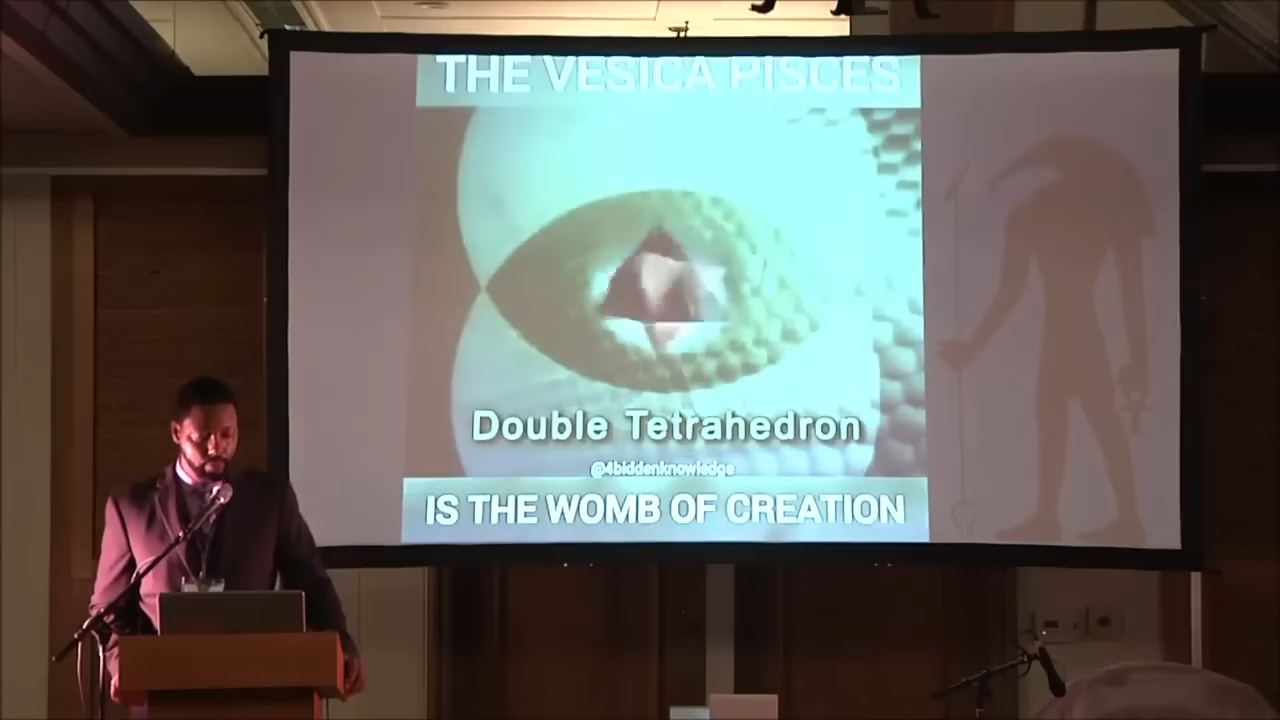 THE VESICA PISCES
Double Tetrahedron
@4biddenknowledge
IS THE WOMB OF CREATION